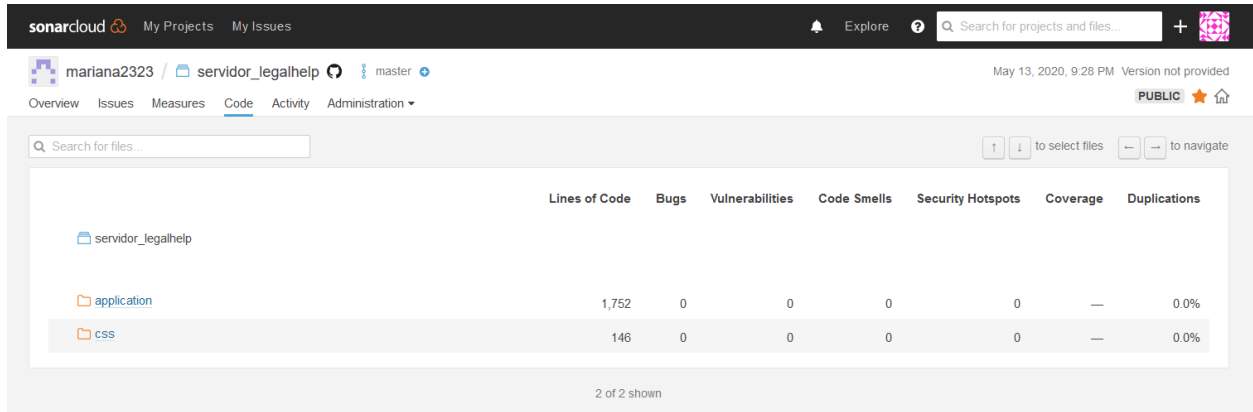 sonarcloud My Projects My Issues Explore Search for projects and files...
mariana2323 / servidor_legalhelp master May 13, 2020, 9:28 PM Version not provided
Overview Issues Measures Code Activity Administration PUBLIC
Search for files... ↑ ↓ to select files ← → to navigate
Lines of Code Bugs Vulnerabilities Code Smells Security Hotspots Coverage Duplications
servidor_legalhelp
application 1,752 0 0 0 0 — 0.0%
css 146 0 0 0 0 — 0.0%
2 of 2 shown